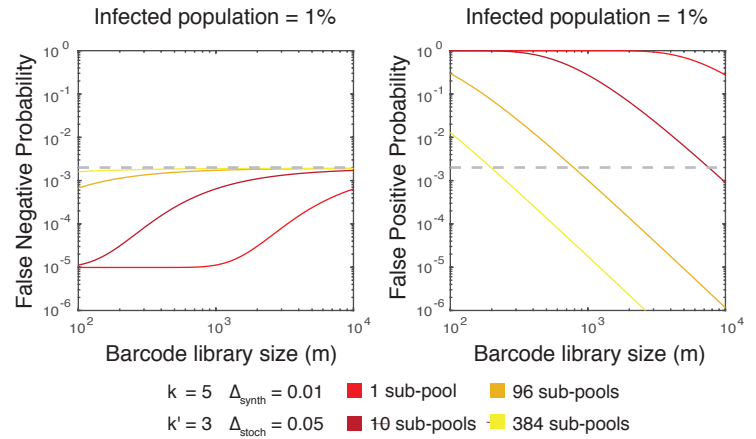 Infected population = 1%
Infected population = 1%
False Negative Probability
10^0
10^-1
10^-2
10^-3
10^-4
10^-5
10^-6
10^2
10^3
10^4
Barcode library size (m)
False Positive Probability
10^0
10^-1
10^-2
10^-3
10^-4
10^-5
10^-6
10^2
10^3
10^4
Barcode library size (m)
k = 5 Δsynth = 0.01 1 sub-pool 96 sub-pools
k' = 3 Δstoch = 0.05 10 sub-pools 384 sub-pools